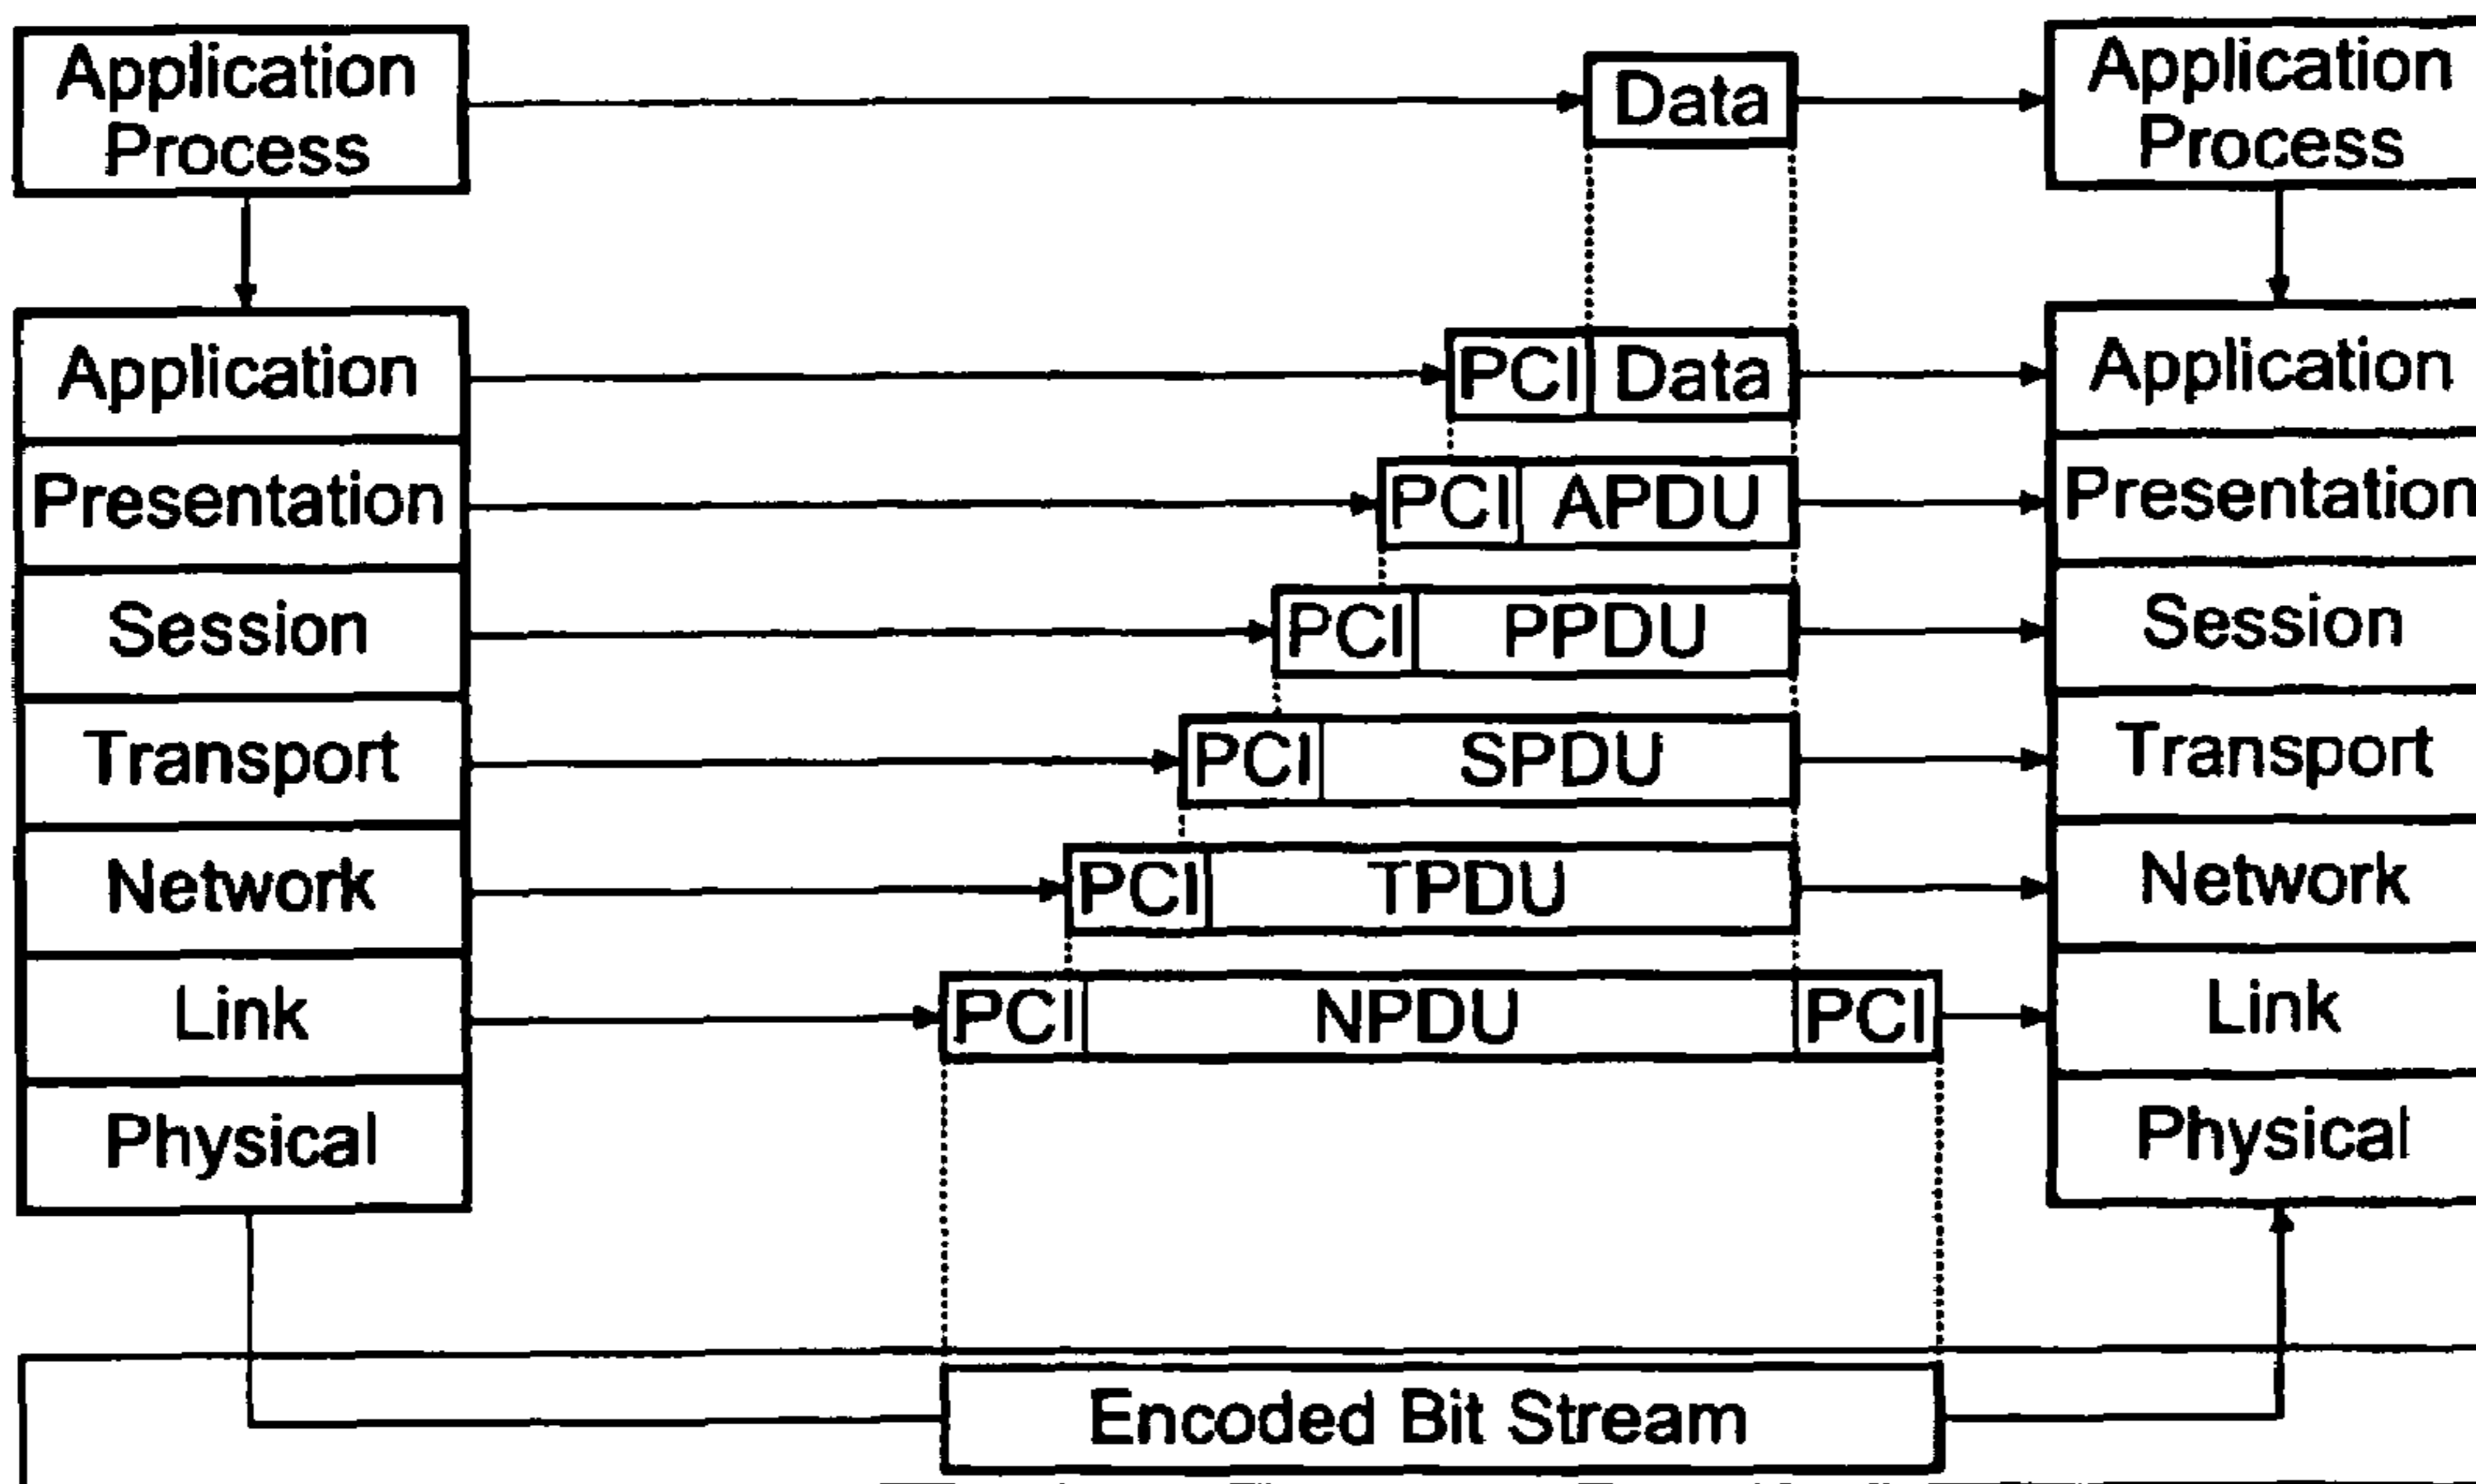 Application
Process
Data
Application
Process
Application
PCI Data
Application
Presentation
PCI APDU
Presentation
Session
PCI PPDU
Session
Transport
PCI SPDU
Transport
Network
PCI TPDU
Network
Link
PCI NPDU PCI
Link
Physical
Physical
Encoded Bit Stream